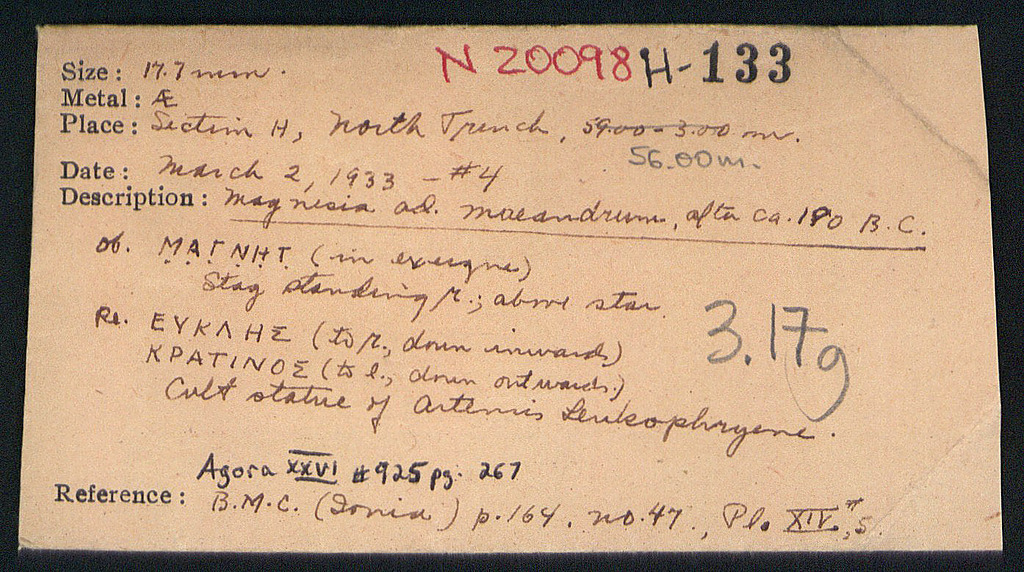 N 20098 H-133
Size : 17.7 mm.
Metal : Æ
Place : Section H, North Trench, 59.00-3.00 m.
56.00m.
Date : March 2, 1933 - #4
Description : Magnesia ad. Maeandrum, after ca. 190 B.C.
Ob. ΜΑΓΝΗΤ (in exergue)
Stag standing r.; above star.
Re. ΕΥΚΛΗΣ (to r., down inwards)
ΚΡΑΤΙΝΟΣ (to l., down outwards.)
3.17g
Cult statue of Artemis Leukophryene.
Agora XXVI #925 pg. 267
Reference : B.M.C. (Ionia) p. 164. no. 47., Pl. XIX, 5.